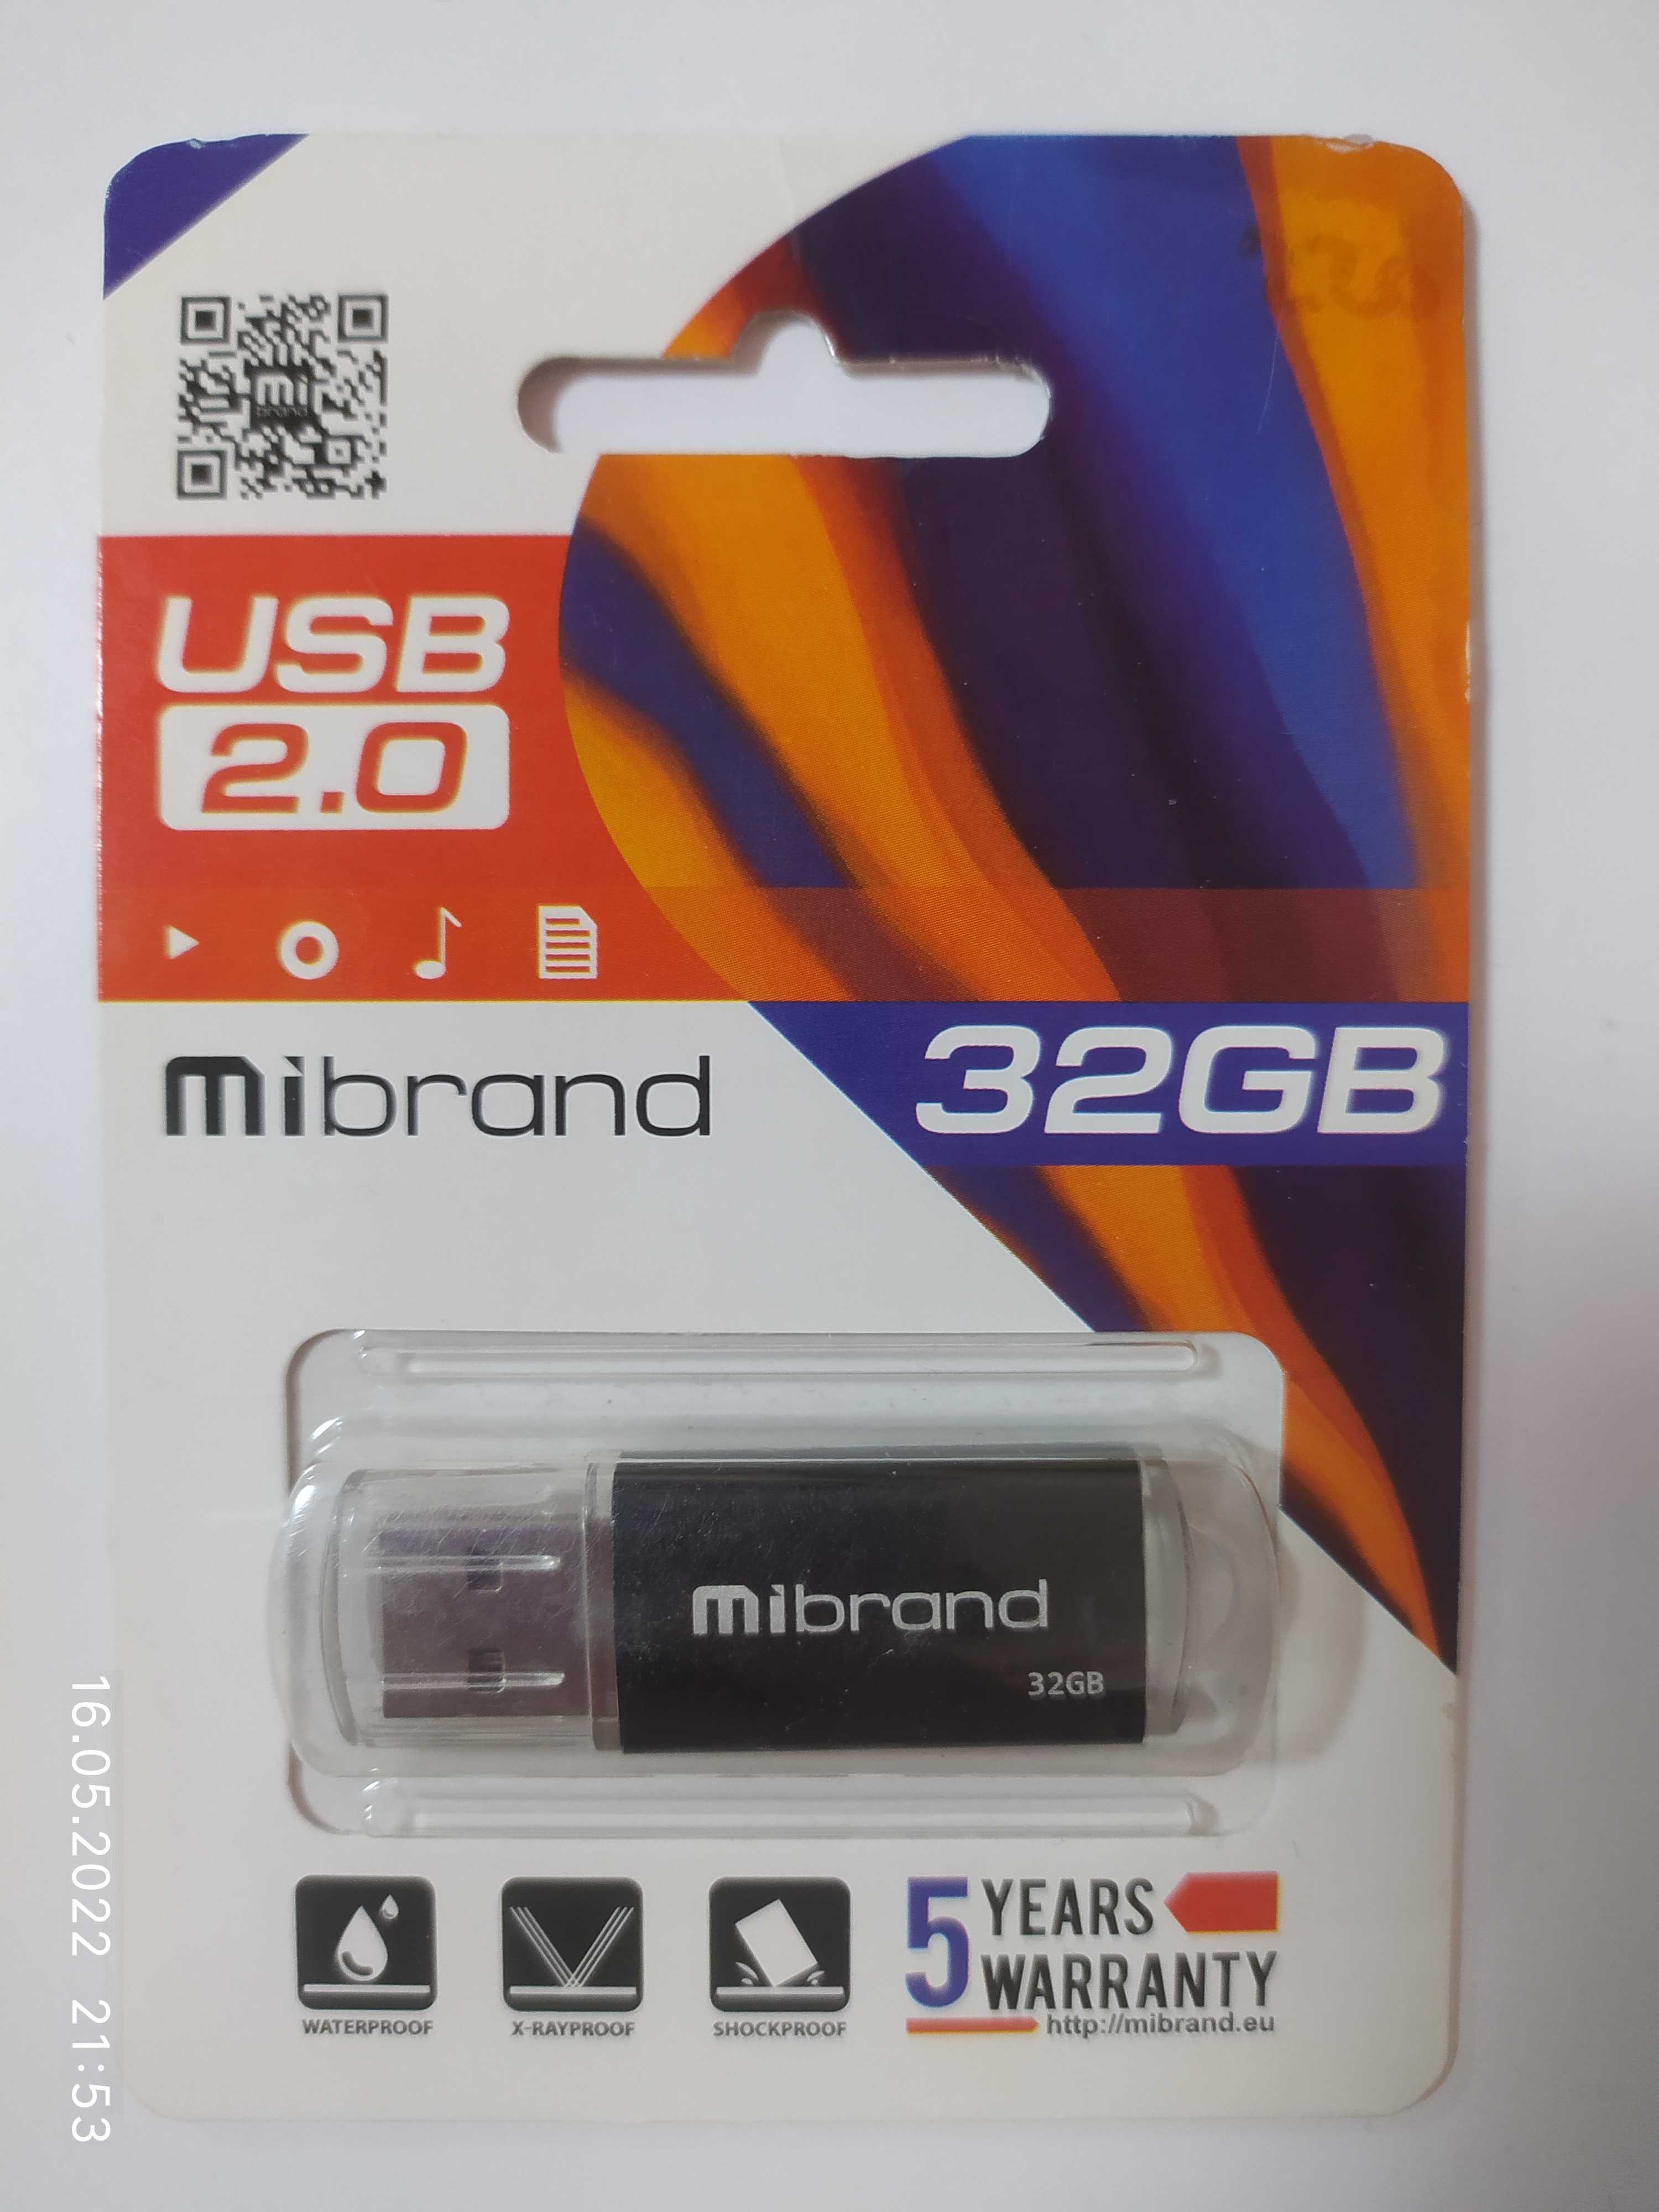 mi
brand
USB
2.0
mibrand
32GB
mibrand
32GB
WATERPROOF
X-RAYPROOF
SHOCKPROOF
5 YEARS
WARRANTY
http://mibrand.eu
16.05.2022 21:53